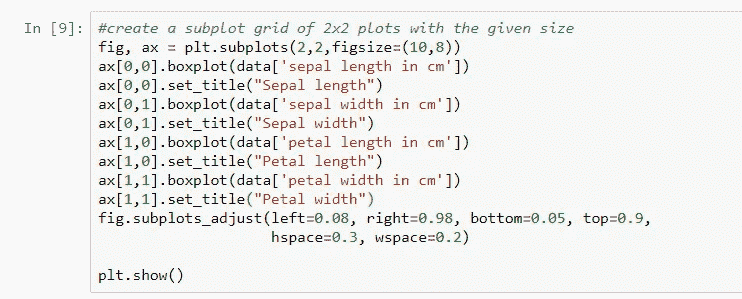 In [9]: #create a subplot grid of 2x2 plots with the given size
fig, ax = plt.subplots(2,2,figsize=(10,8))
ax[0,0].boxplot(data['sepal length in cm'])
ax[0,0].set_title("Sepal length")
ax[0,1].boxplot(data['sepal width in cm'])
ax[0,1].set_title("Sepal width")
ax[1,0].boxplot(data['petal length in cm'])
ax[1,0].set_title("Petal length")
ax[1,1].boxplot(data['petal width in cm'])
ax[1,1].set_title("Petal width")
fig.subplots_adjust(left=0.08, right=0.98, bottom=0.05, top=0.9,
hspace=0.3, wspace=0.2)
plt.show()